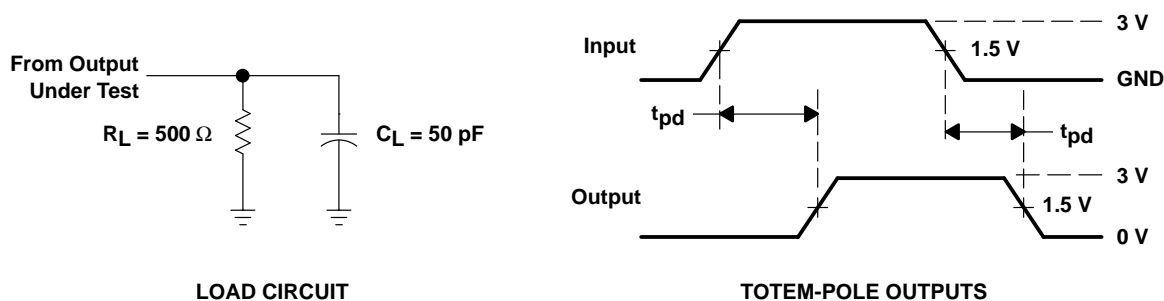 From Output
Under Test
RL = 500 Ω
CL = 50 pF
LOAD CIRCUIT
Input
3 V
1.5 V
GND
tpd
tpd
Output
3 V
1.5 V
0 V
TOTEM-POLE OUTPUTS